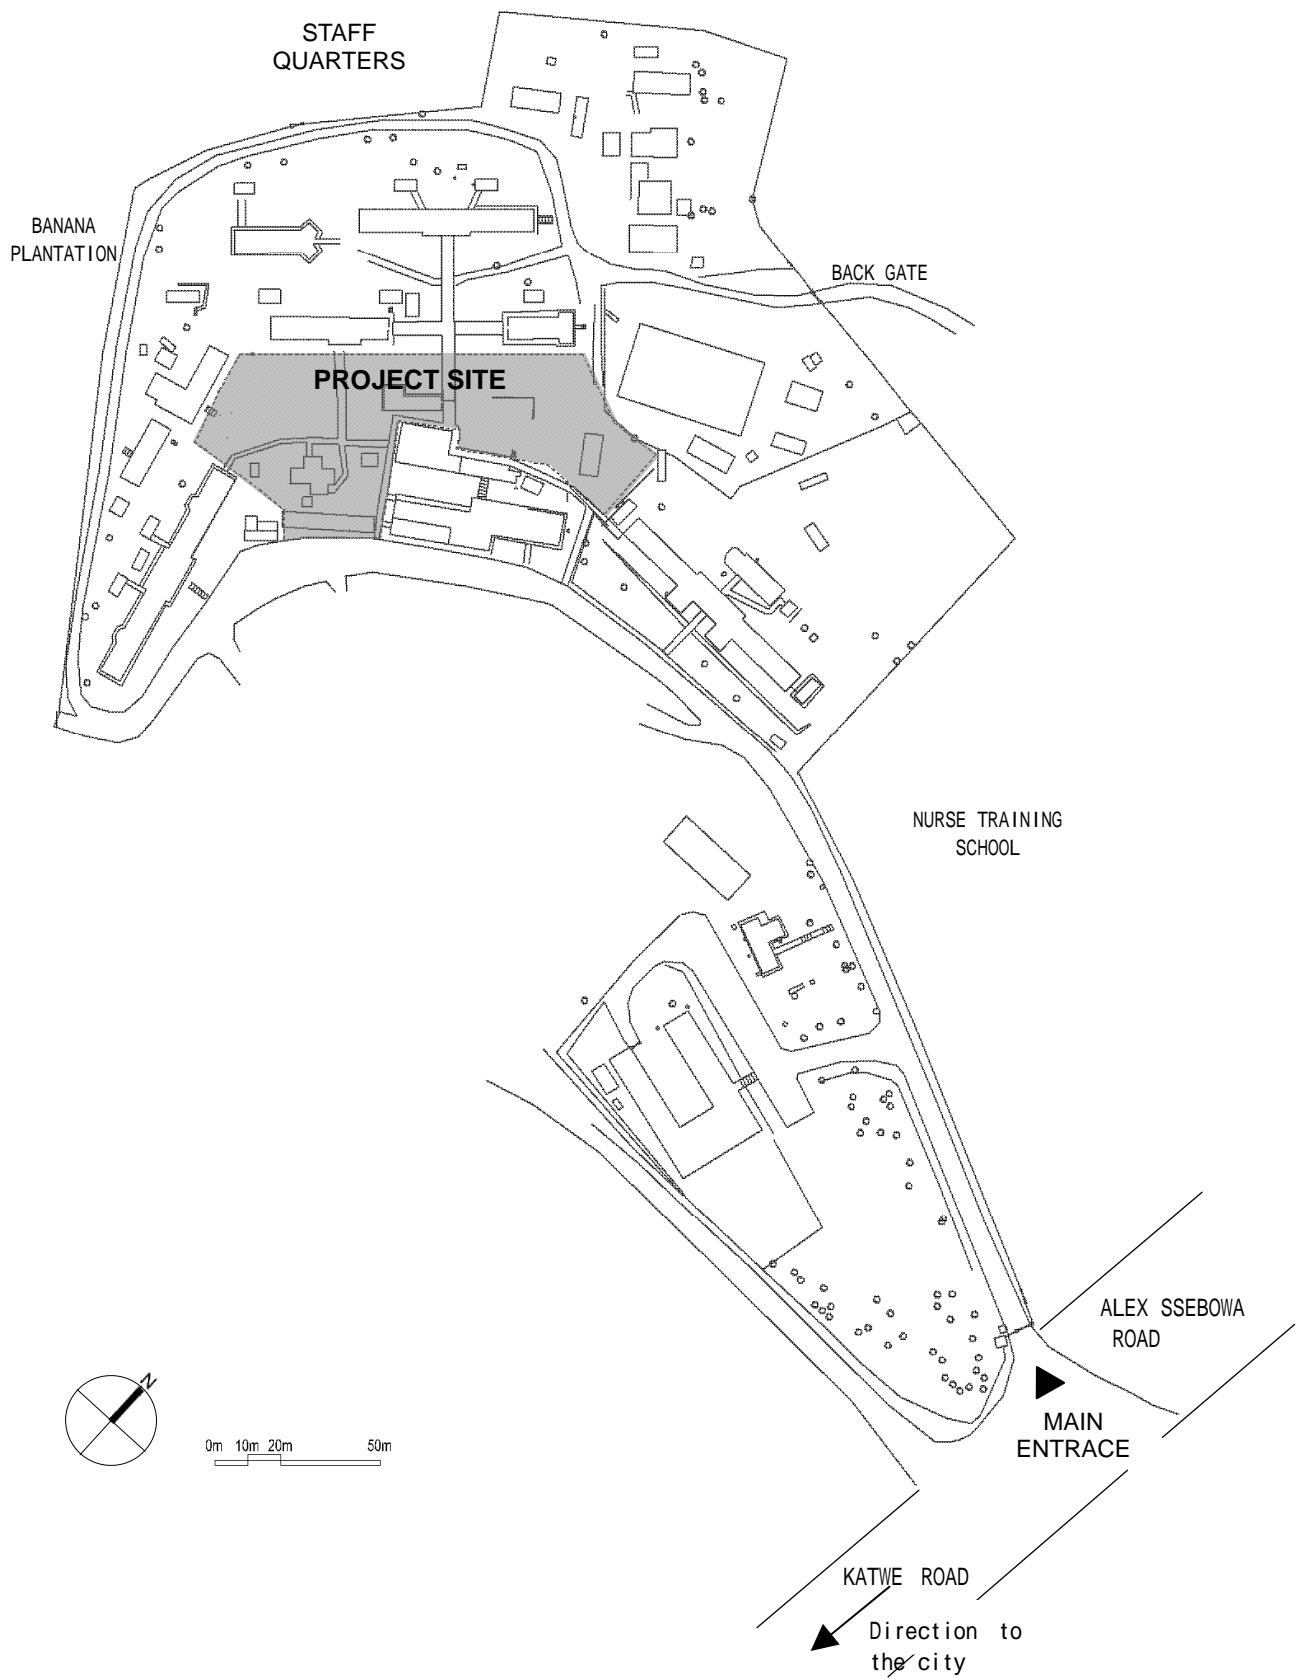 STAFF
QUARTERS
BANANA
PLANTATION
BACK GATE
PROJECT SITE
NURSE TRAINING
SCHOOL
ALEX SSEBOWA
ROAD
N
0m 10m 20m 50m
MAIN
ENTRACE
KATWE ROAD
Direction to
the city